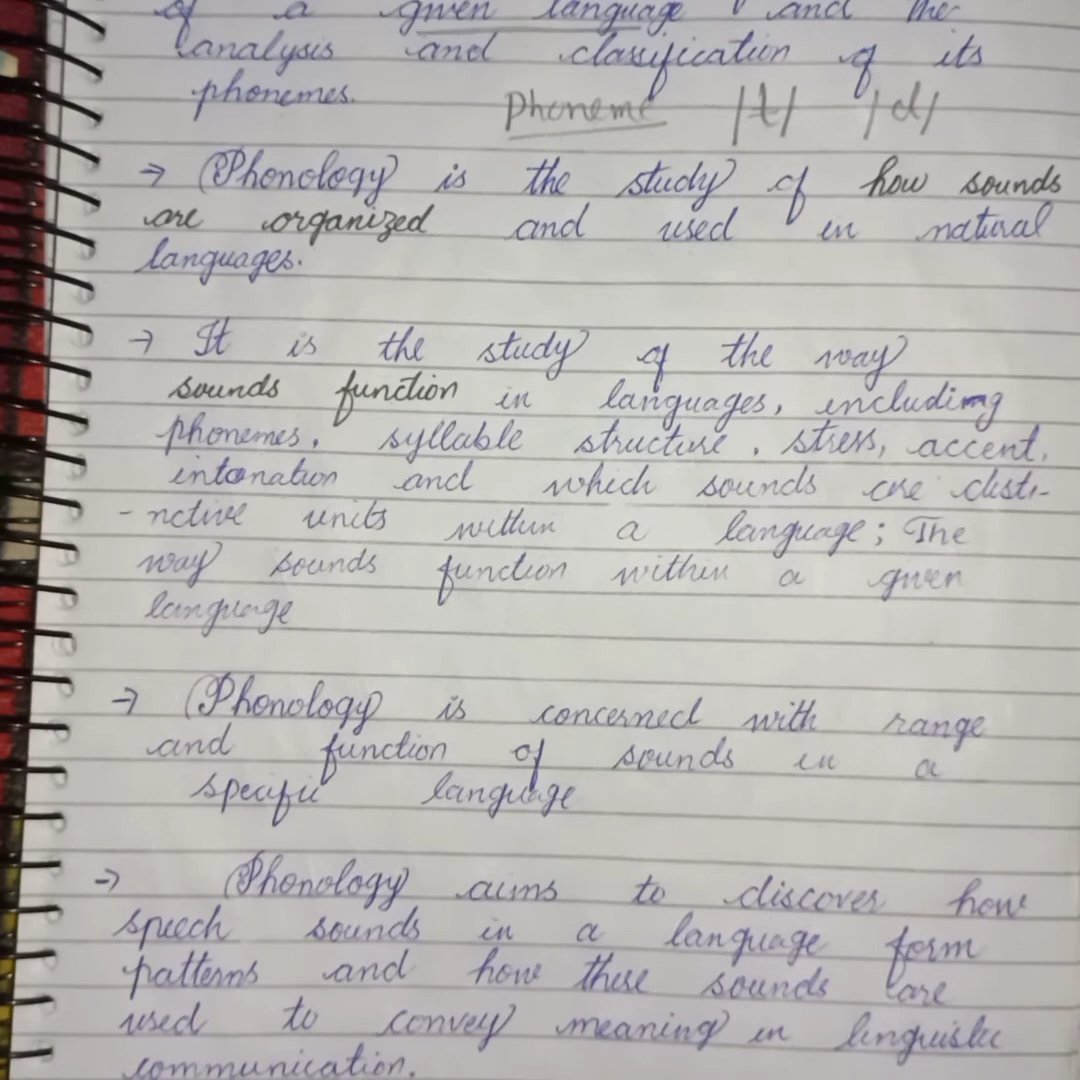 of a given language and the
analysis and classification of its
phonemes. Phoneme /t/ /d/
→ Phonology is the study of how sounds
are organized and used in natural
languages.
→ It is the study of the way
sounds function in languages, including
phonemes, syllable structure, stress, accent,
intonation and which sounds are disti-
-nctive units within a language; The
way sounds function within a given
language
→ Phonology is concerned with range
and function of sounds in a
specific language
→ Phonology aims to discover how
speech sounds in a language form
patterns and how these sounds are
used to convey meaning in linguistic
communication.